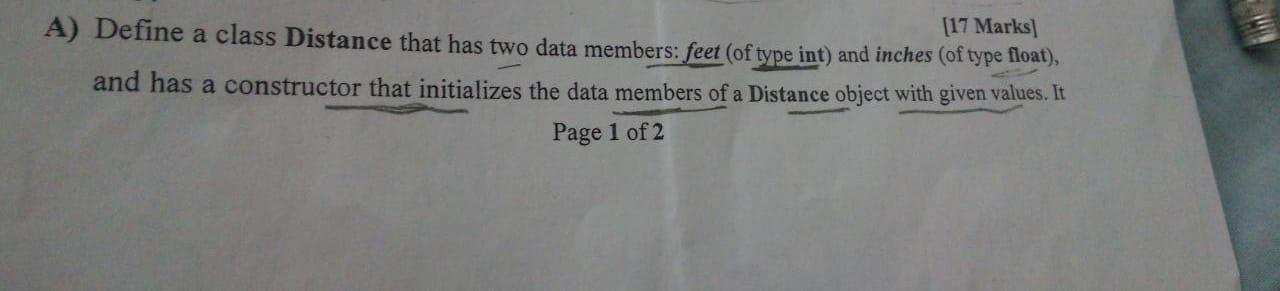 [17 Marks]
A) Define a class Distance that has two data members: feet (of type int) and inches (of type float),
and has a constructor that initializes the data members of a Distance object with given values. It
Page 1 of 2